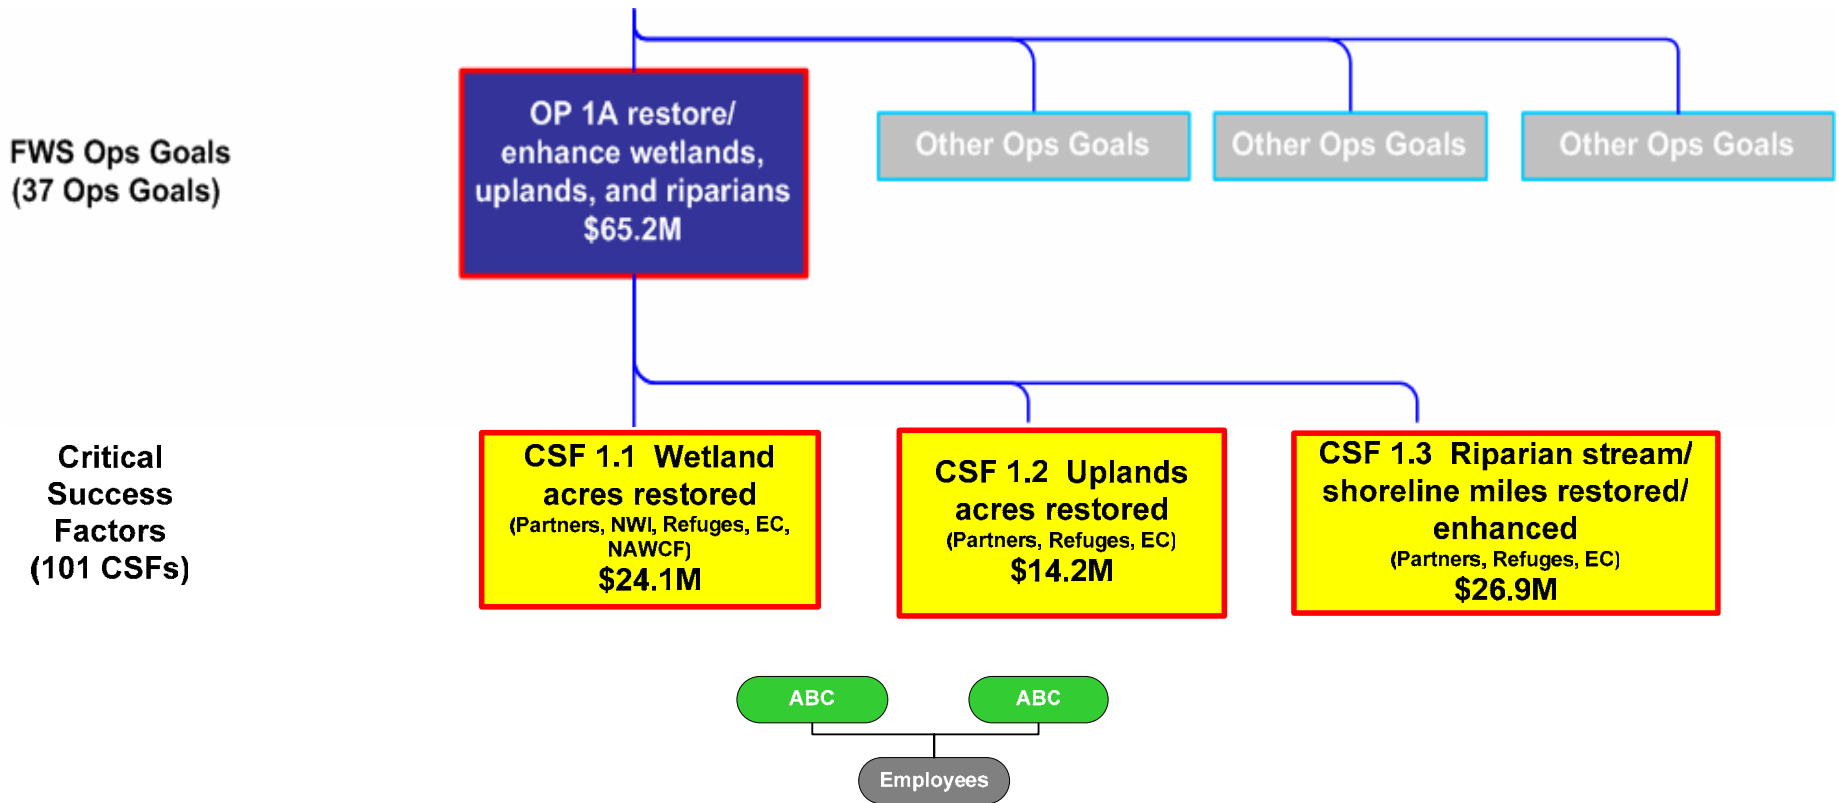 FWS Ops Goals
(37 Ops Goals)
OP 1A restore/
enhance wetlands,
uplands, and riparians
$65.2M
Other Ops Goals
Other Ops Goals
Other Ops Goals
Critical
Success
Factors
(101 CSFs)
CSF 1.1 Wetland
acres restored
(Partners, NWI, Refuges, EC,
NAWCF)
$24.1M
CSF 1.2 Uplands
acres restored
(Partners, Refuges, EC)
$14.2M
CSF 1.3 Riparian stream/
shoreline miles restored/
enhanced
(Partners, Refuges, EC)
$26.9M
ABC
ABC
Employees